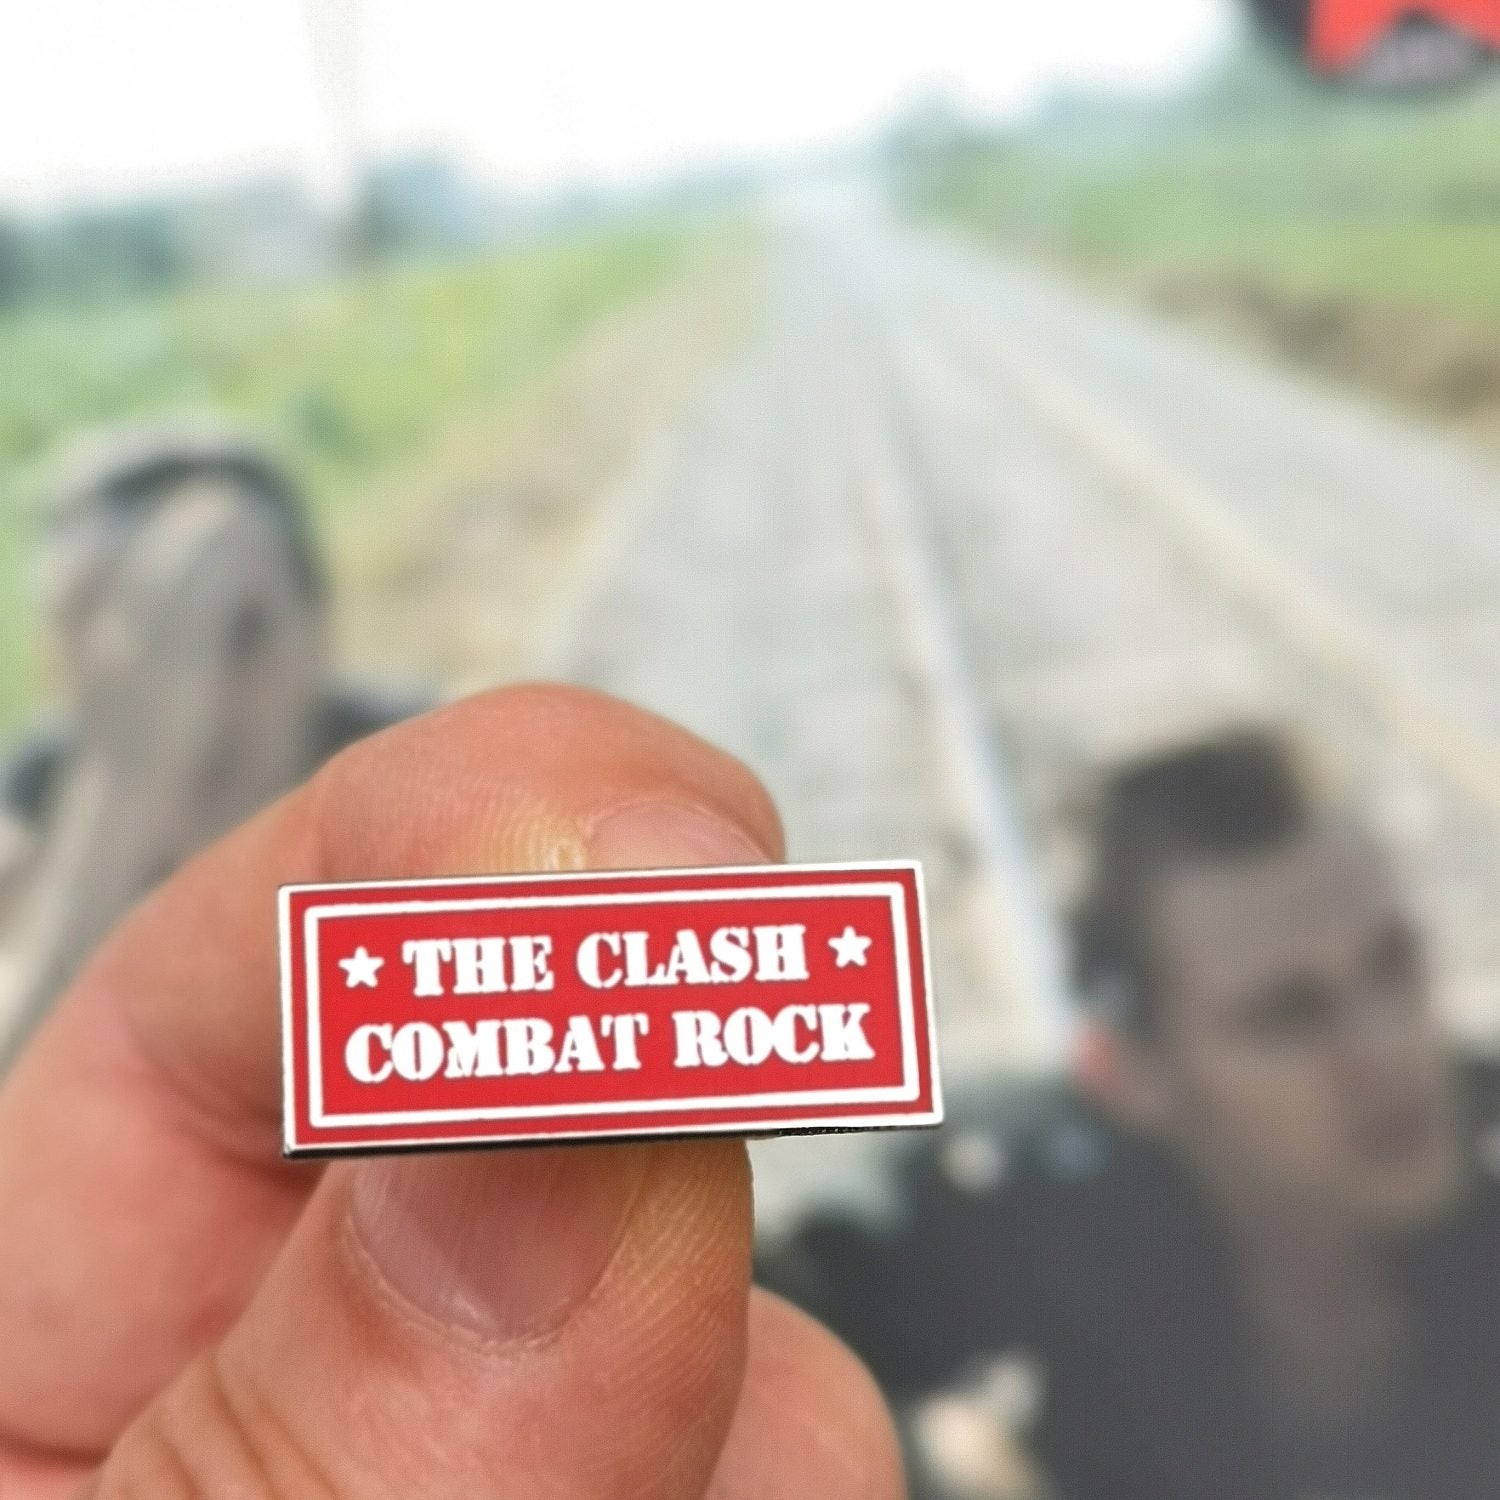 ★ THE CLASH ★
COMBAT ROCK